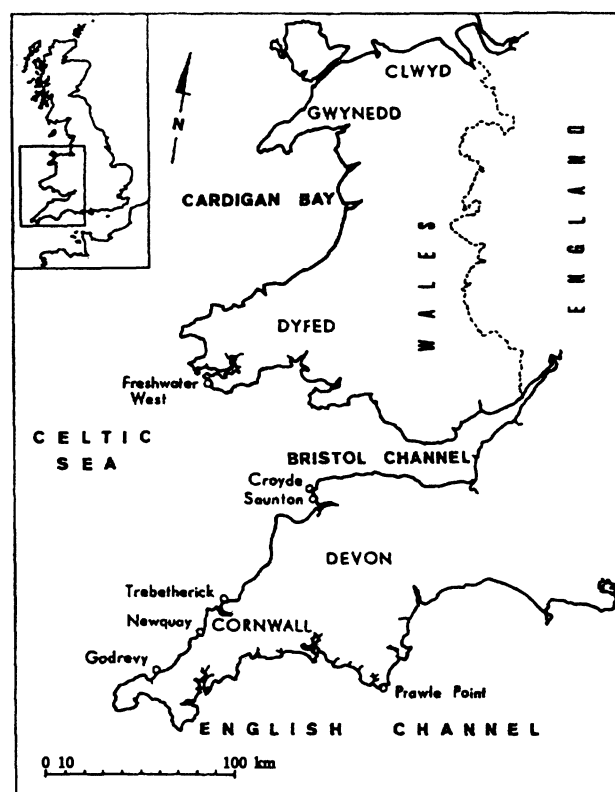 CLWYD
GWYNEDD
N
CARDIGAN BAY
WALES
ENGLAND
DYFED
Freshwater
West
CELTIC
SEA
BRISTOL CHANNEL
Croyde
Saunton
DEVON
Trebetherick
Newquay
CORNWALL
Godrevy
Prawle Point
ENGLISH CHANNEL
0 10 100 km